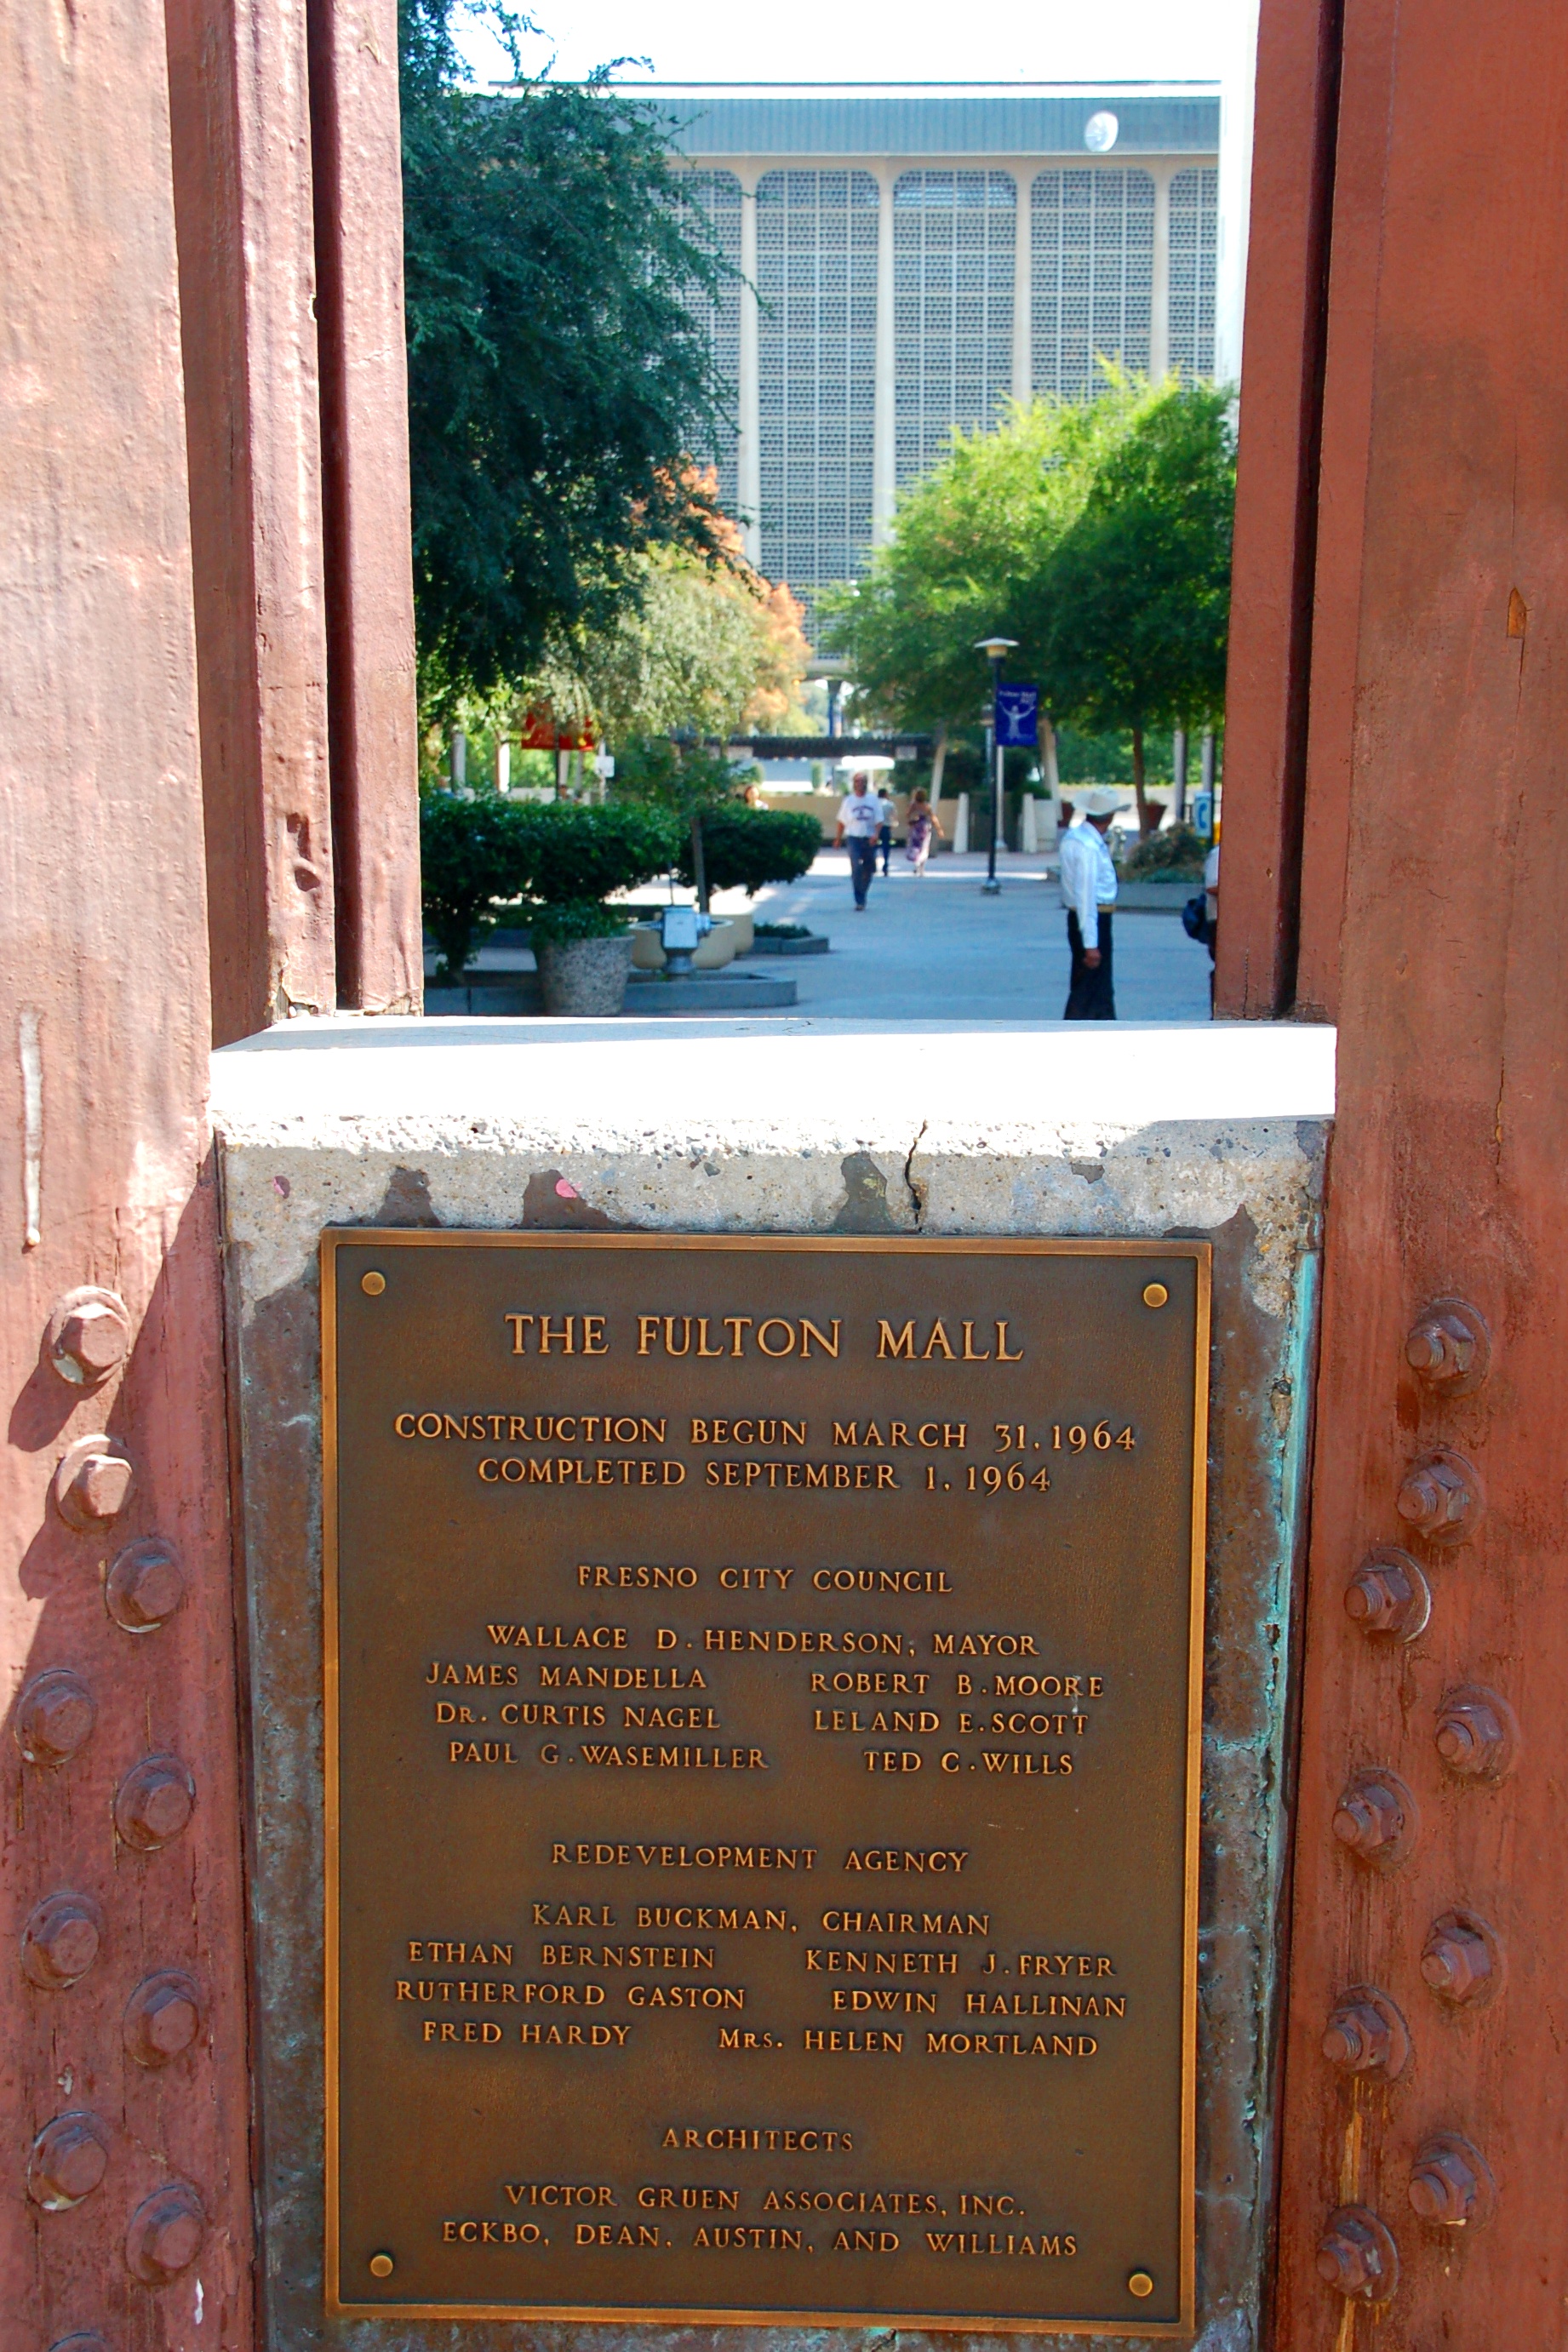 Fulton Mall
THE FULTON MALL
CONSTRUCTION BEGUN MARCH 31, 1964
COMPLETED SEPTEMBER 1, 1964
FRESNO CITY COUNCIL
WALLACE D. HENDERSON, MAYOR
JAMES MANDELLA ROBERT B. MOORE
DR. CURTIS NAGEL LELAND E. SCOTT
PAUL G. WASEMILLER TED C. WILLS
REDEVELOPMENT AGENCY
KARL BUCKMAN, CHAIRMAN
ETHAN BERNSTEIN KENNETH J. FRYER
RUTHERFORD GASTON EDWIN HALLINAN
FRED HARDY MRS. HELEN MORTLAND
ARCHITECTS
VICTOR GRUEN ASSOCIATES, INC.
ECKBO, DEAN, AUSTIN, AND WILLIAMS